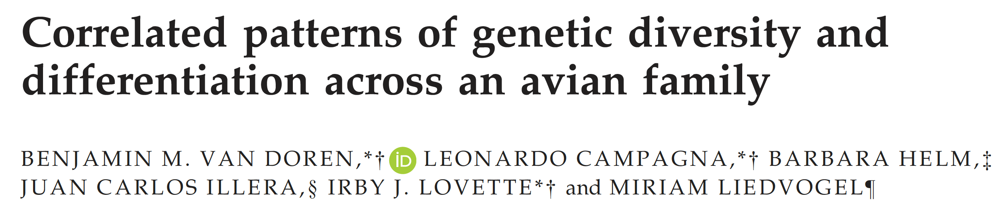 Correlated patterns of genetic diversity and
differentiation across an avian family
BENJAMIN M. VAN DOREN,*† iD LEONARDO CAMPAGNA,*† BARBARA HELM,‡
JUAN CARLOS ILLERA,§ IRBY J. LOVETTE*† and MIRIAM LIEDVOGEL¶